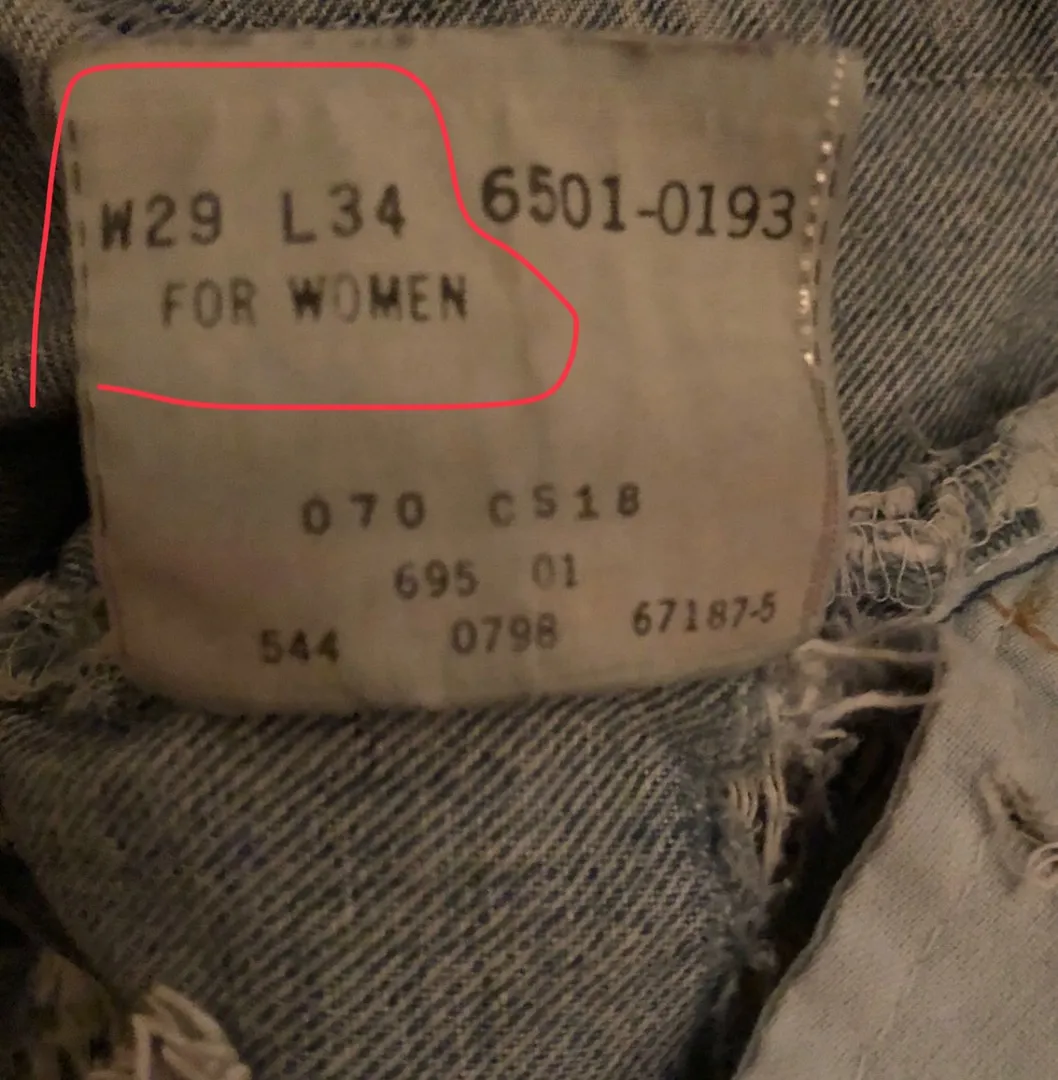 W29 L34 6501-0193
FOR WOMEN
070 CS18
695 01
544 0798 67187-5